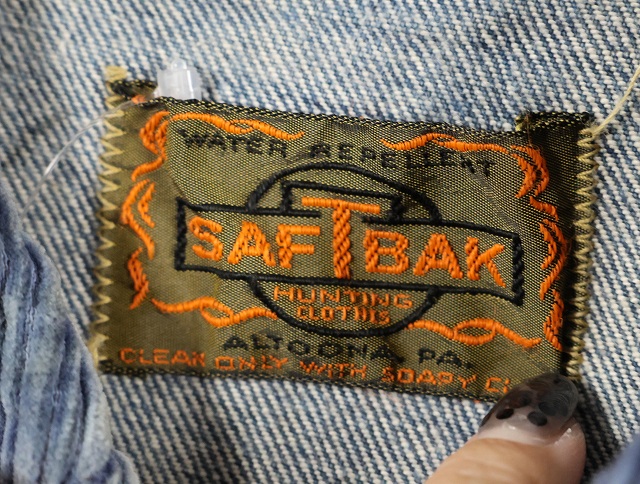 WATER REPELLENT
SAFTBAK
HUNTING
CLOTHES
ALTOONA, PA.
CLEAN ONLY WITH SOAPY